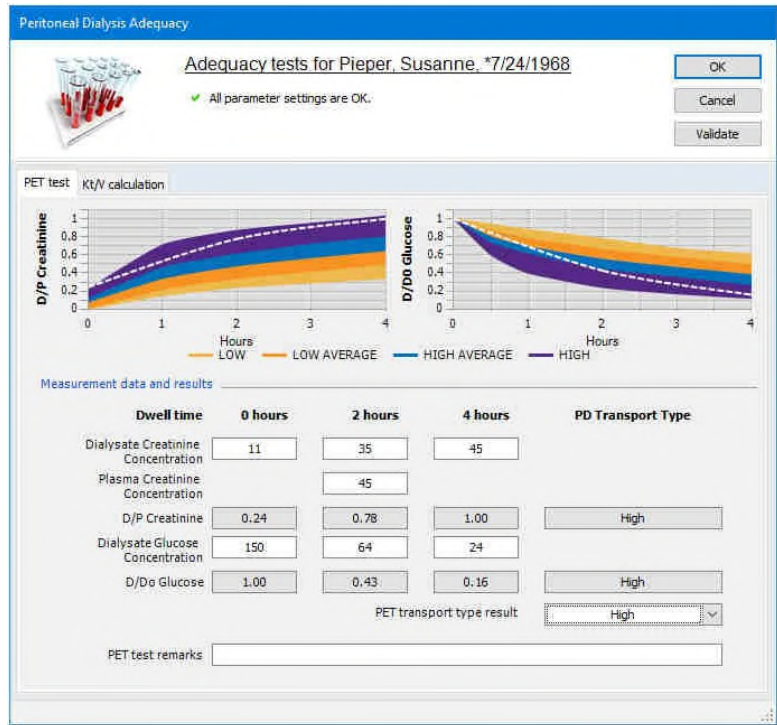 Peritoneal Dialysis Adequacy
Adequacy tests for Pieper, Susanne, *7/24/1968
All parameter settings are OK.
OK
Cancel
Validate
PET test
Kt/V calculation
D/P Creatinine
1
0.8
0.6
0.4
0.2
0
0 1 2 3 4
Hours
D/D0 Glucose
1
0.8
0.6
0.4
0.2
0
0 1 2 3 4
Hours
LOW LOW AVERAGE HIGH AVERAGE HIGH
Measurement data and results
Dwell time 0 hours 2 hours 4 hours PD Transport Type
Dialysate Creatinine
Concentration
11 35 45
Plasma Creatinine
Concentration
45
D/P Creatinine 0.24 0.78 1.00 High
Dialysate Glucose
Concentration
150 64 24
D/Do Glucose 1.00 0.43 0.16 High
PET transport type result High
PET test remarks